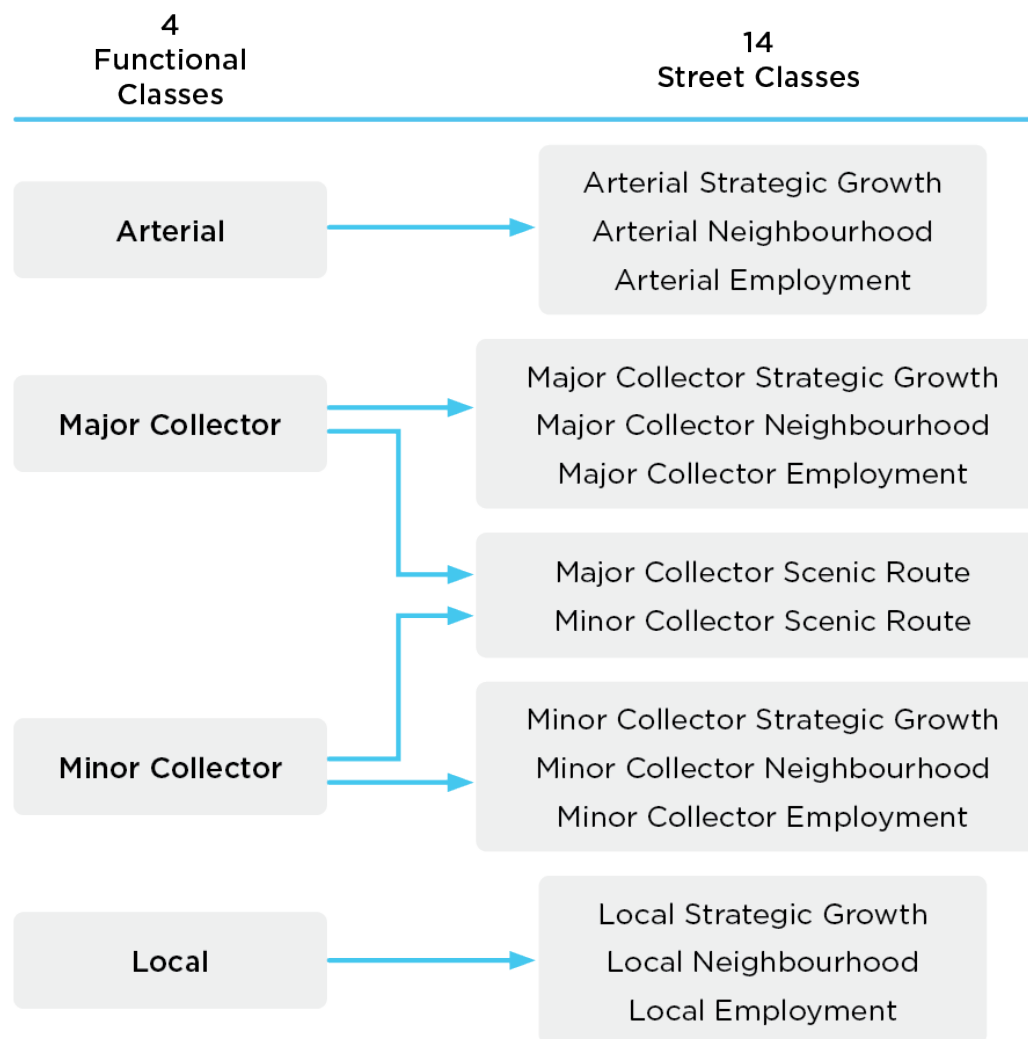 4
Functional
Classes
14
Street Classes
Arterial
Arterial Strategic Growth
Arterial Neighbourhood
Arterial Employment
Major Collector
Major Collector Strategic Growth
Major Collector Neighbourhood
Major Collector Employment
Major Collector Scenic Route
Minor Collector Scenic Route
Minor Collector
Minor Collector Strategic Growth
Minor Collector Neighbourhood
Minor Collector Employment
Local
Local Strategic Growth
Local Neighbourhood
Local Employment